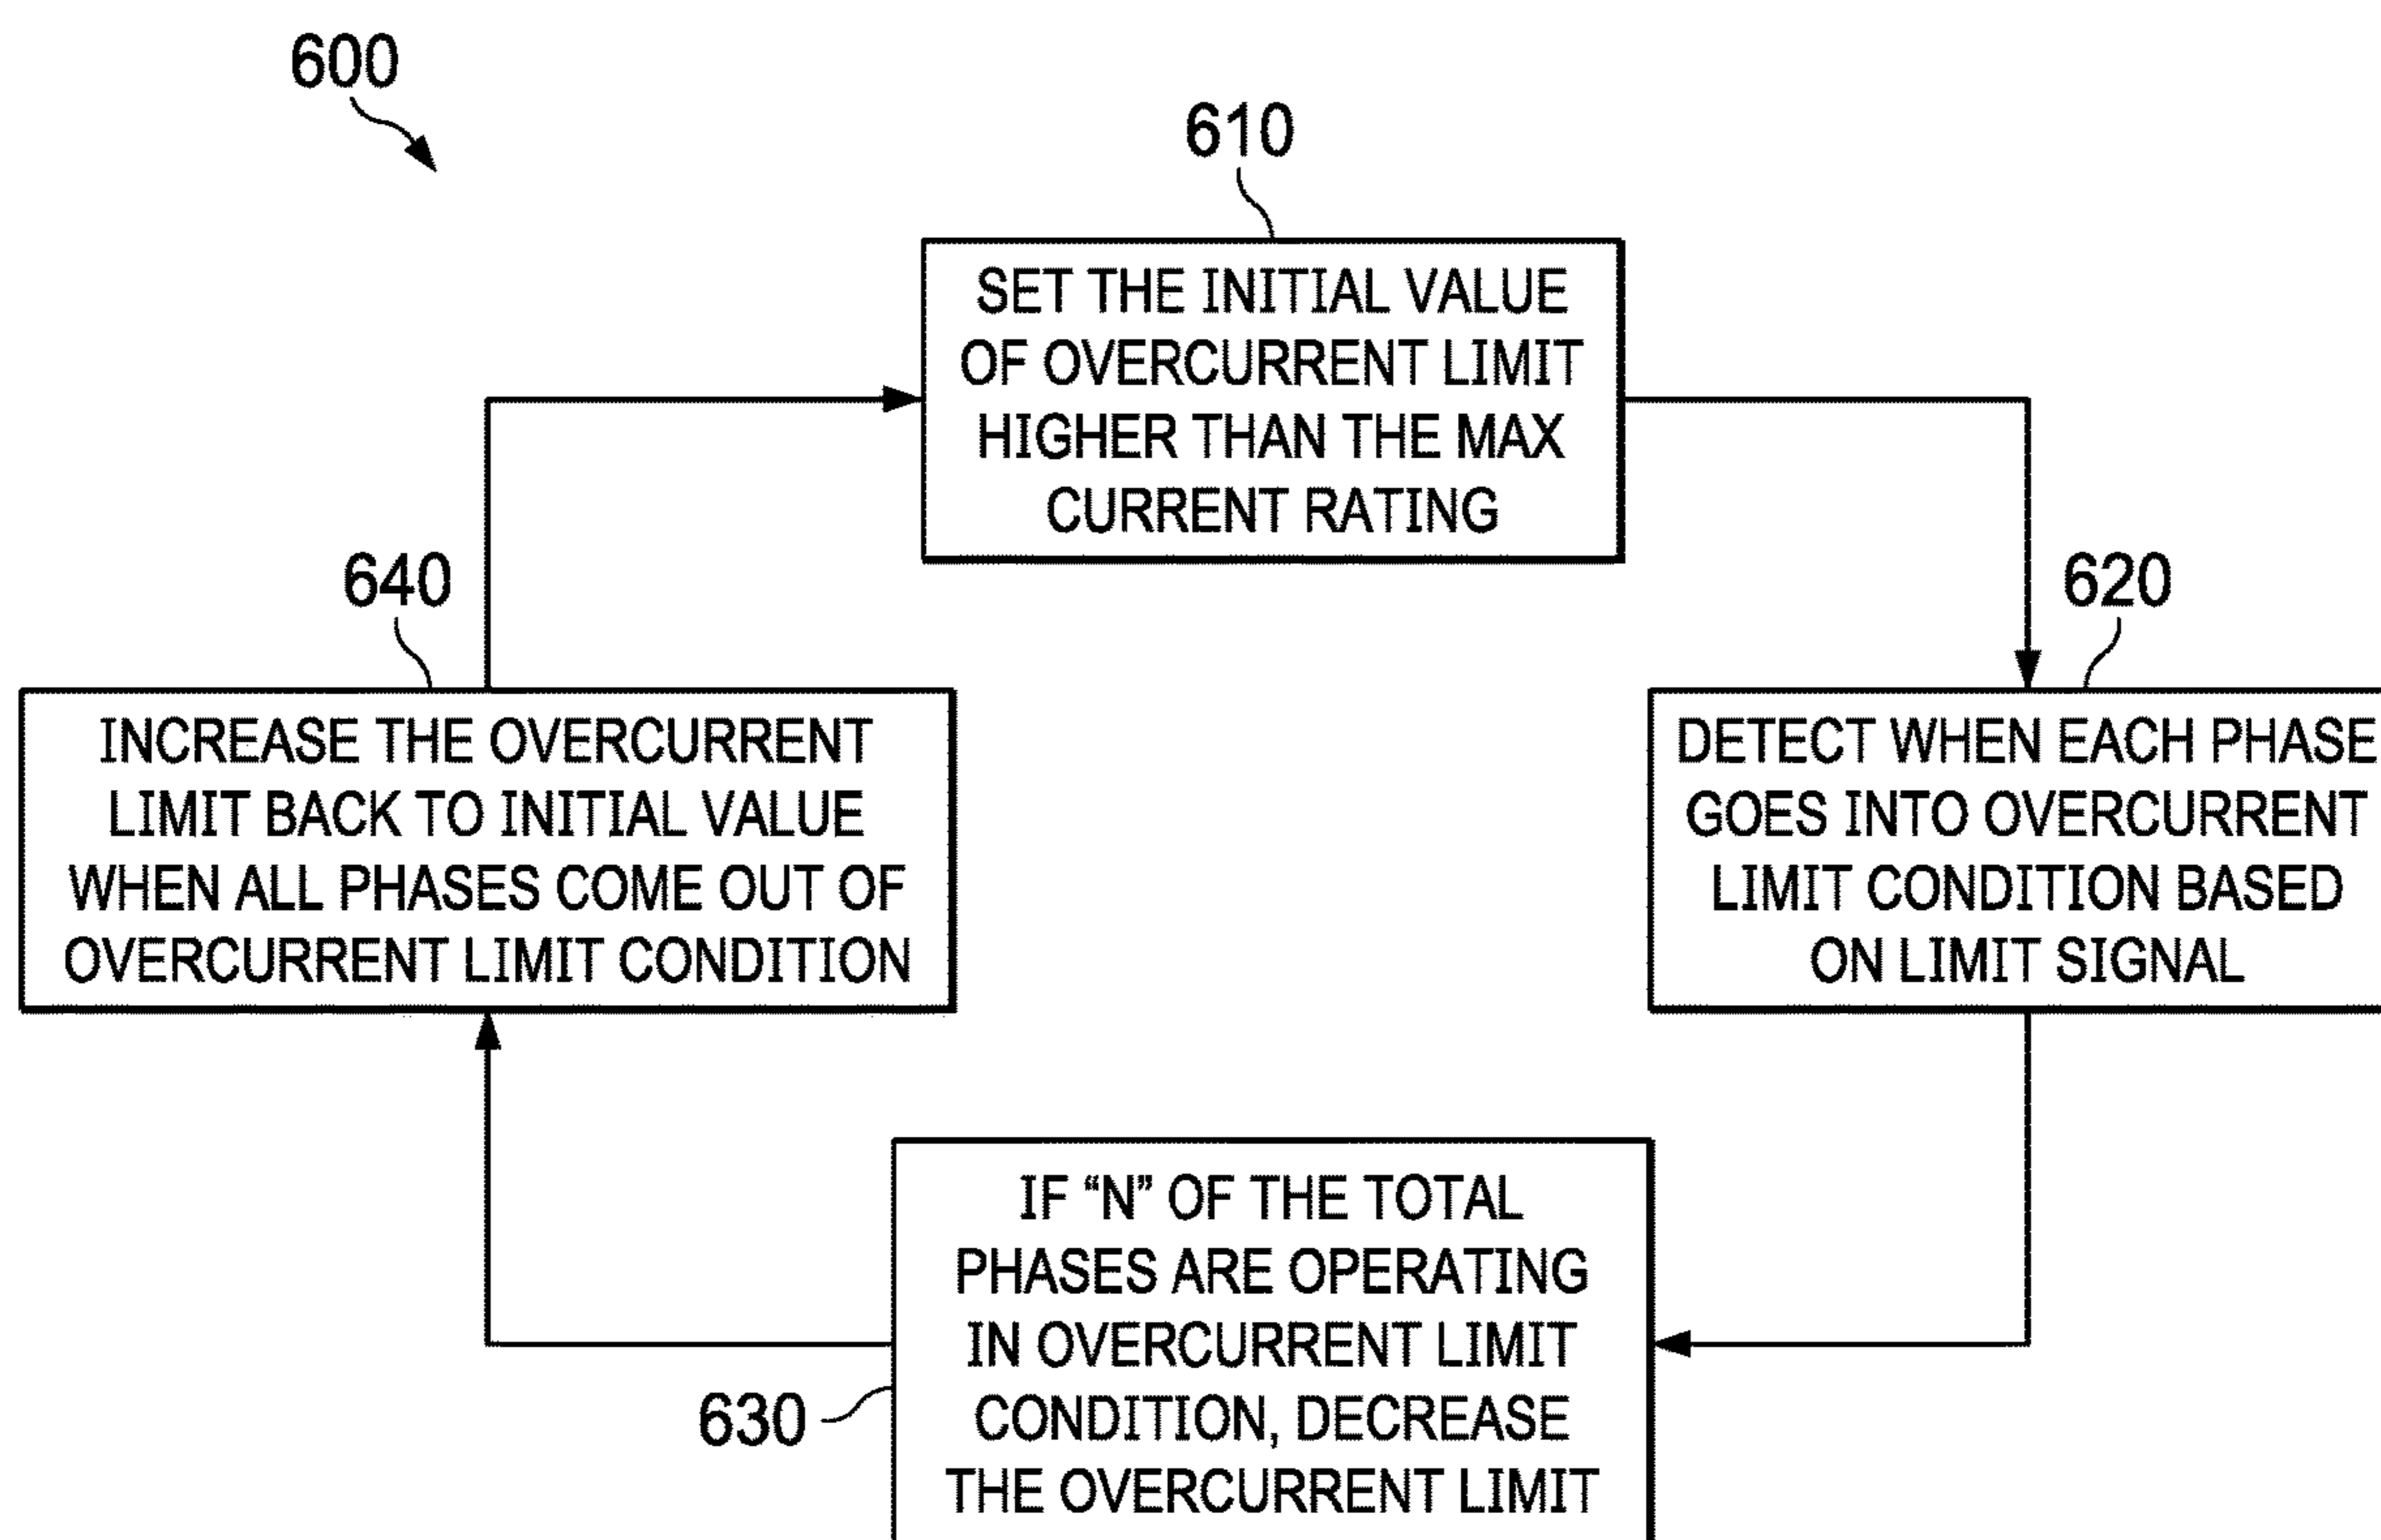 600
610
SET THE INITIAL VALUE
OF OVERCURRENT LIMIT
HIGHER THAN THE MAX
CURRENT RATING
620
DETECT WHEN EACH PHASE
GOES INTO OVERCURRENT
LIMIT CONDITION BASED
ON LIMIT SIGNAL
630
IF “N” OF THE TOTAL
PHASES ARE OPERATING
IN OVERCURRENT LIMIT
CONDITION, DECREASE
THE OVERCURRENT LIMIT
640
INCREASE THE OVERCURRENT
LIMIT BACK TO INITIAL VALUE
WHEN ALL PHASES COME OUT OF
OVERCURRENT LIMIT CONDITION